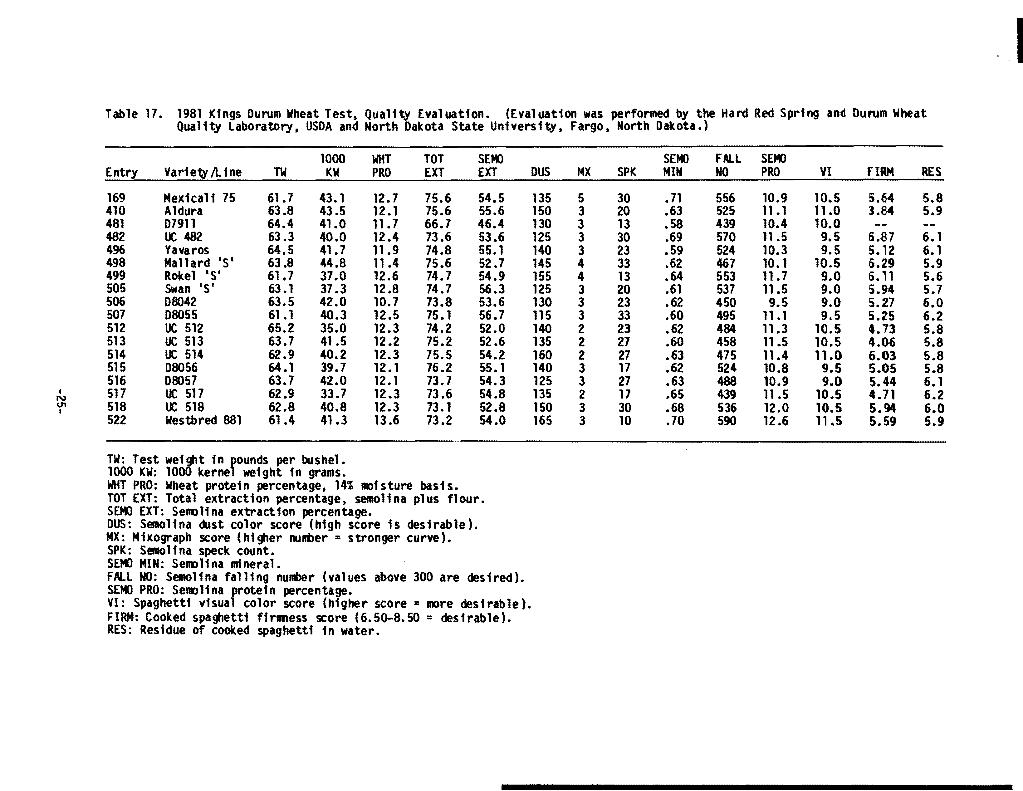 Table 17. 1981 Kings Durum Wheat Test, Quality Evaluation. (Evaluation was performed by the Hard Red Spring and Durum Wheat
Quality Laboratory, USDA and North Dakota State University, Fargo, North Dakota.)
1000 WHT TOT SEMO SEMO FALL SEMO
Entry Variety/Line TW KW PRO EXT EXT DUS MX SPK MIN NO PRO VI FIRM RES
169 Mexicali 75 61.7 43.1 12.7 75.6 54.5 135 5 30 .71 556 10.9 10.5 5.64 5.8
410 Aldura 63.8 43.5 12.1 75.6 55.6 150 3 20 .63 525 11.1 11.0 3.84 5.9
481 D7911 64.4 41.0 11.7 66.7 46.4 130 3 13 .58 439 10.4 10.0 -- --
482 UC 482 63.3 40.0 12.4 73.6 53.6 125 3 30 .69 570 11.5 9.5 6.87 6.1
496 Yavaros 64.5 41.7 11.9 74.8 55.1 140 3 23 .59 524 10.3 9.5 5.12 6.1
498 Mallard 'S' 63.8 44.8 11.4 75.6 52.7 145 4 33 .62 467 10.1 10.5 6.29 5.9
499 Rokel 'S' 61.7 37.0 12.6 74.7 54.9 155 4 13 .64 553 11.7 9.0 6.11 5.6
505 Swan 'S' 63.1 37.3 12.8 74.7 56.3 125 3 20 .61 537 11.5 9.0 5.94 5.7
506 D8042 63.5 42.0 10.7 73.8 53.6 130 3 23 .62 450 9.5 9.0 5.27 6.0
507 D8055 61.1 40.3 12.5 75.1 56.7 115 3 33 .60 495 11.1 9.5 5.25 6.2
512 UC 512 65.2 35.0 12.3 74.2 52.0 140 2 23 .62 484 11.3 10.5 4.73 5.8
513 UC 513 63.7 41.5 12.2 75.2 52.6 135 2 27 .60 458 11.5 10.5 4.06 5.8
514 UC 514 62.9 40.2 12.3 75.5 54.2 160 2 27 .63 475 11.4 11.0 6.03 5.8
515 D8056 64.1 39.7 12.1 76.2 55.1 140 3 17 .62 524 10.8 9.5 5.05 5.8
516 D8057 63.7 42.0 12.1 73.7 54.3 125 3 27 .63 488 10.9 9.0 5.44 6.1
517 UC 517 62.9 33.7 12.3 73.6 54.8 135 2 17 .65 439 11.5 10.5 4.71 6.2
518 UC 518 62.8 40.8 12.3 73.1 52.8 150 3 30 .68 536 12.0 10.5 5.94 6.0
522 Westbred 881 61.4 41.3 13.6 73.2 54.0 165 3 10 .70 590 12.6 11.5 5.59 5.9
TW: Test weight in pounds per bushel.
1000 KW: 1000 kernel weight in grams.
WHT PRO: Wheat protein percentage, 14% moisture basis.
TOT EXT: Total extraction percentage, semolina plus flour.
SEMO EXT: Semolina extraction percentage.
DUS: Semolina dust color score (high score is desirable).
MX: Mixograph score (higher number = stronger curve).
SPK: Semolina speck count.
SEMO MIN: Semolina mineral.
FALL NO: Semolina falling number (values above 300 are desired).
SEMO PRO: Semolina protein percentage.
VI: Spaghetti visual color score (higher score = more desirable).
FIRM: Cooked spaghetti firmness score (6.50-8.50 = desirable).
RES: Residue of cooked spaghetti in water.
-25-